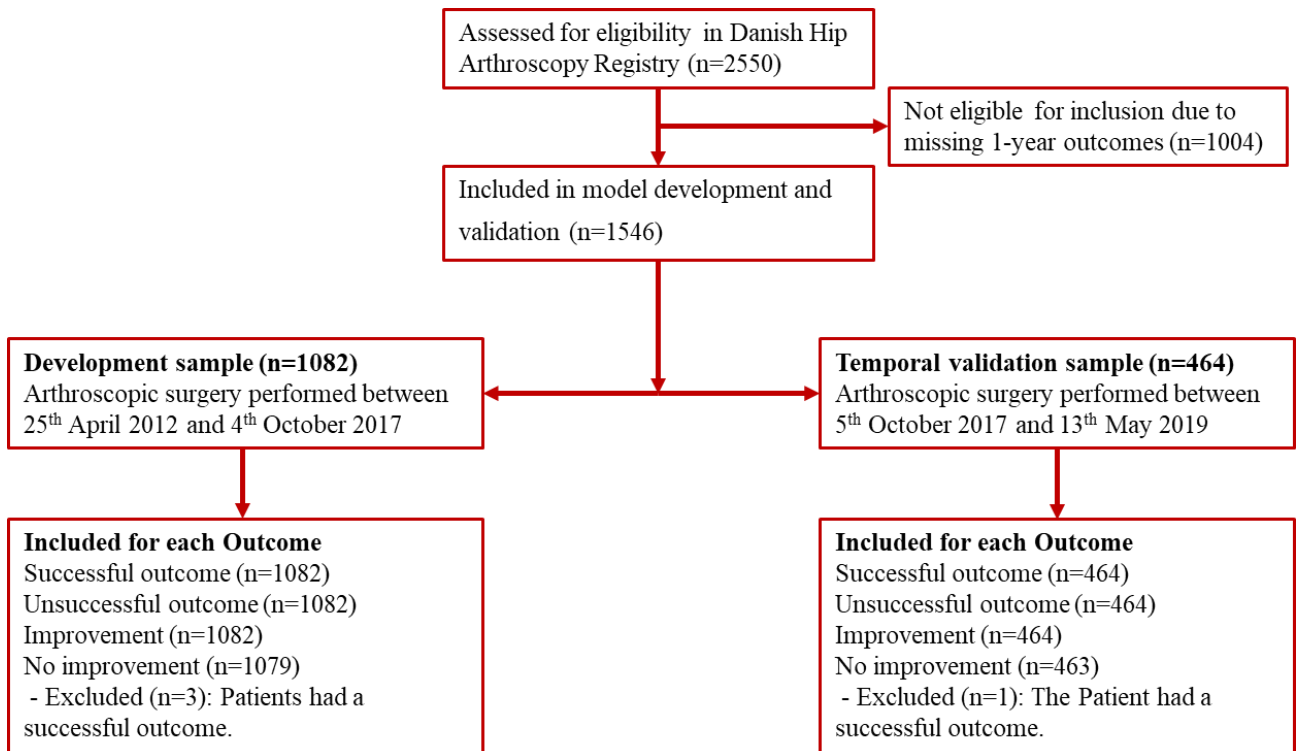 Assessed for eligibility in Danish Hip
Arthroscopy Registry (n=2550)
Not eligible for inclusion due to
missing 1-year outcomes (n=1004)
Included in model development and
validation (n=1546)
Development sample (n=1082)
Arthroscopic surgery performed between
25th April 2012 and 4th October 2017
Temporal validation sample (n=464)
Arthroscopic surgery performed between
5th October 2017 and 13th May 2019
Included for each Outcome
Successful outcome (n=1082)
Unsuccessful outcome (n=1082)
Improvement (n=1082)
No improvement (n=1079)
- Excluded (n=3): Patients had a
successful outcome.
Included for each Outcome
Successful outcome (n=464)
Unsuccessful outcome (n=464)
Improvement (n=464)
No improvement (n=463)
- Excluded (n=1): The Patient had a
successful outcome.